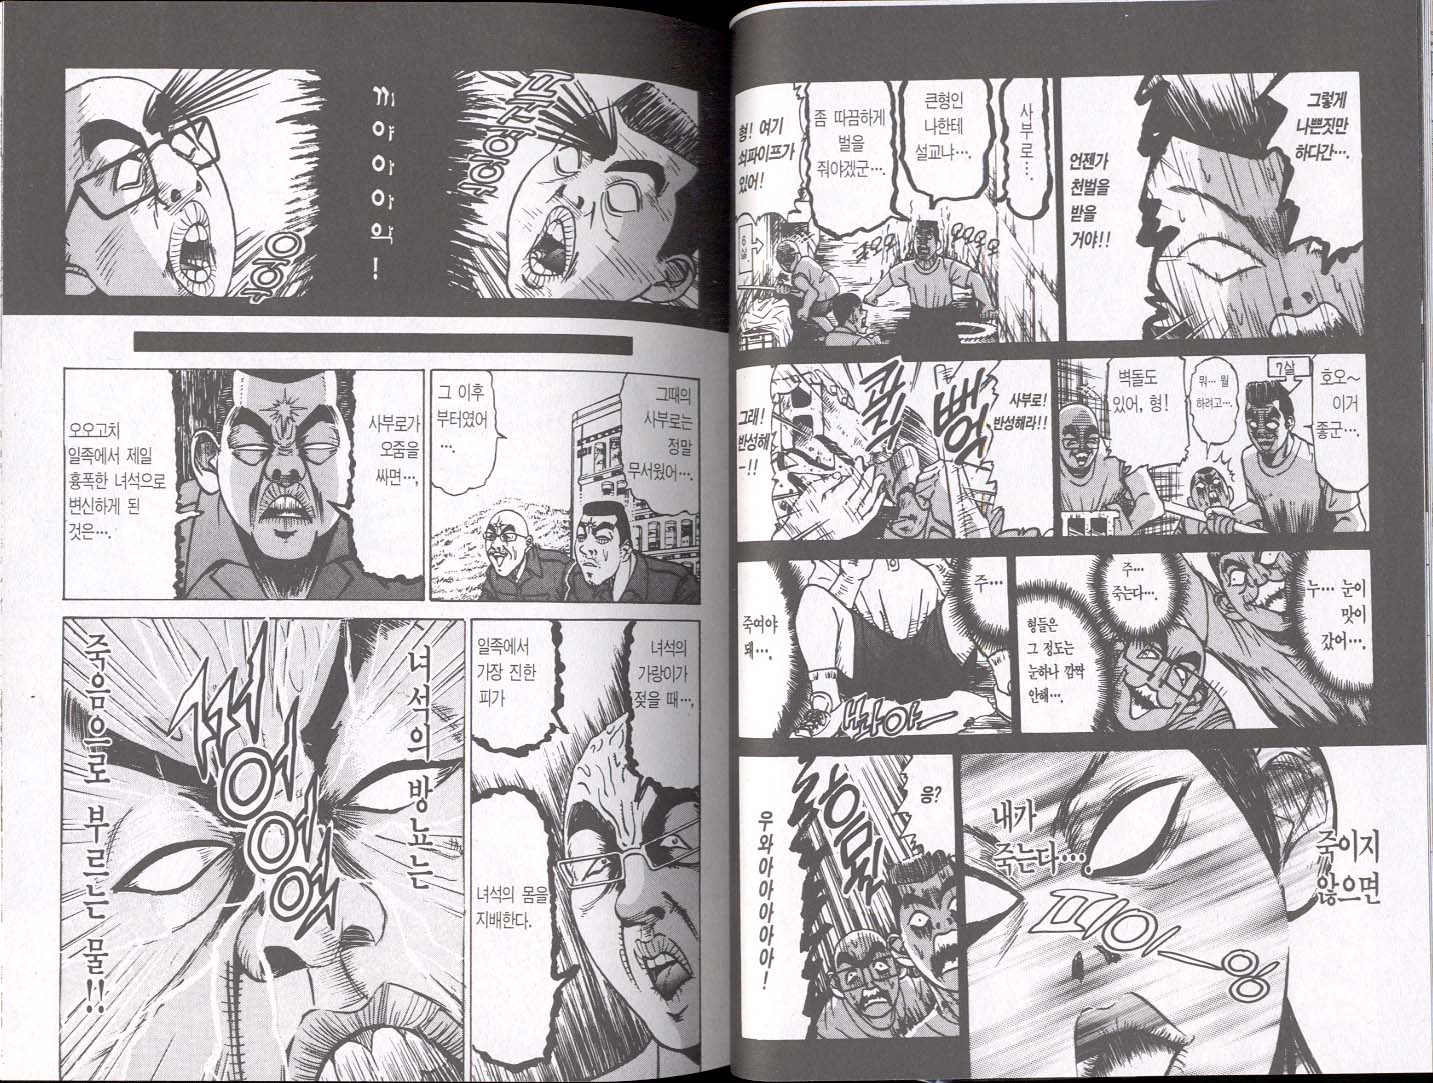 그렇게
나쁜짓만
하다간….
언젠가
천벌을
받을
거야!!
사부로….
큰형인
나한테
설교냐….
좀 따끔하게
벌을
줘야겠군….
형! 여기
쇠파이프가
있어!
6살
호오~
이거
좋군….
7살
뭐… 뭘
하려고….
벽돌도
있어, 형!
사부로!
반성해라!!
뻑
그래!
반성해
-!!
누… 눈이
맛이
갔어….
주…
죽는다….
형들은
그 정도는
눈하나 깜짝
안해….
주…
죽여야
돼….
죽이지
않으면
내가
죽는다….
응?
우와아아아아아아!
끼야아아아악!
그때의
사부로는
정말
무서웠어….
그 이후
부터였어
….
사부로가
오줌을
싸면…,
오오고치
일족에서 제일
흉폭한 녀석으로
변신하게 된
것은….
녀석의
가랑이가
젖을 때…,
일족에서
가장 진한
피가
녀석의 몸을
지배한다.
녀석의 방뇨는
죽음으로 부르는 물!!